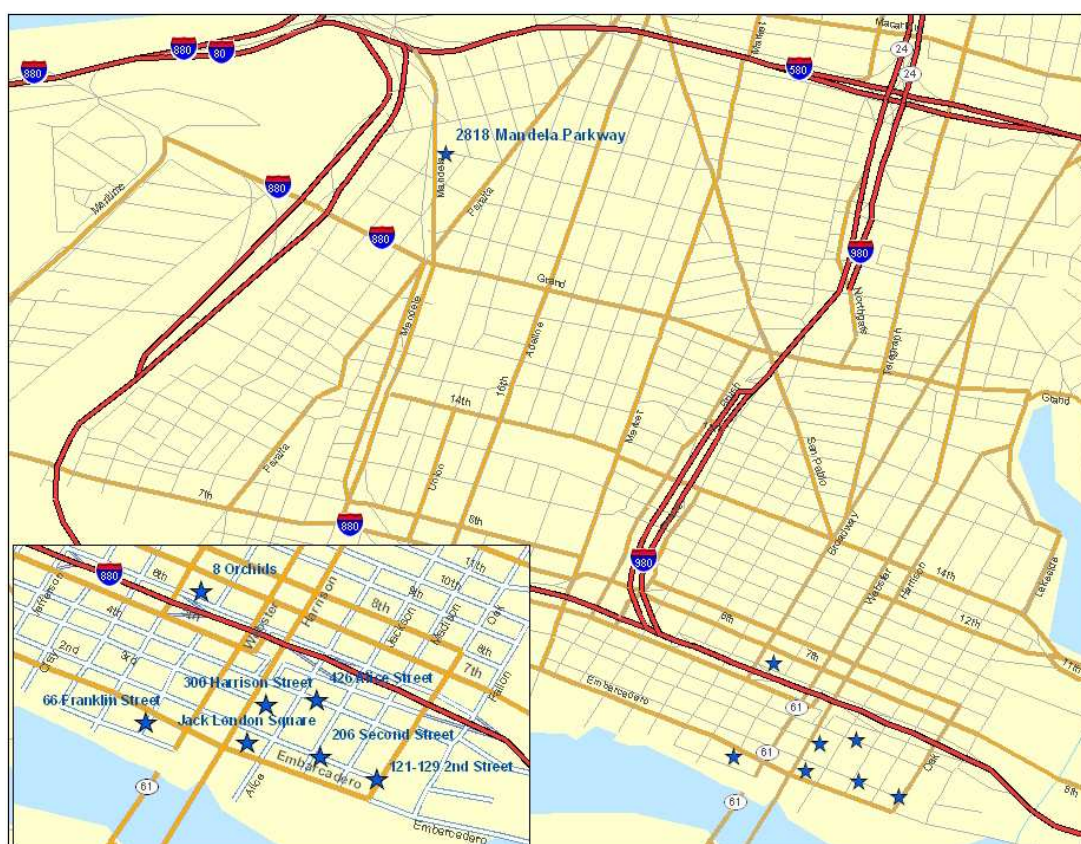 Macarthur
Market
24
880
880
80
24
580
2818 Mandela Parkway
880
Mandela
Maritime
Peralta
880
980
Grand
Northgate
Mandela
Telegraph
Adeline
16th
Brush
Grand
14th
Market
San Pablo
Peralta
Union
7th
880
8th
Broadway
980
14th
Webster
Harrison
Lakeside
12th
11th
8th
7th
Embarcadero
61
61
Oak
8th
880
6th
8 Orchids
11th
10th
9th
8th
Jefferson
4th
Webster
Harrison
Jackson
Madison
Oak
8th
7th
2nd
3rd
Clay
Fallon
300 Harrison Street
426 Alice Street
66 Franklin Street
Jack London Square
206 Second Street
Embarcadero
121-129 2nd Street
61
Alice
Embarcadero